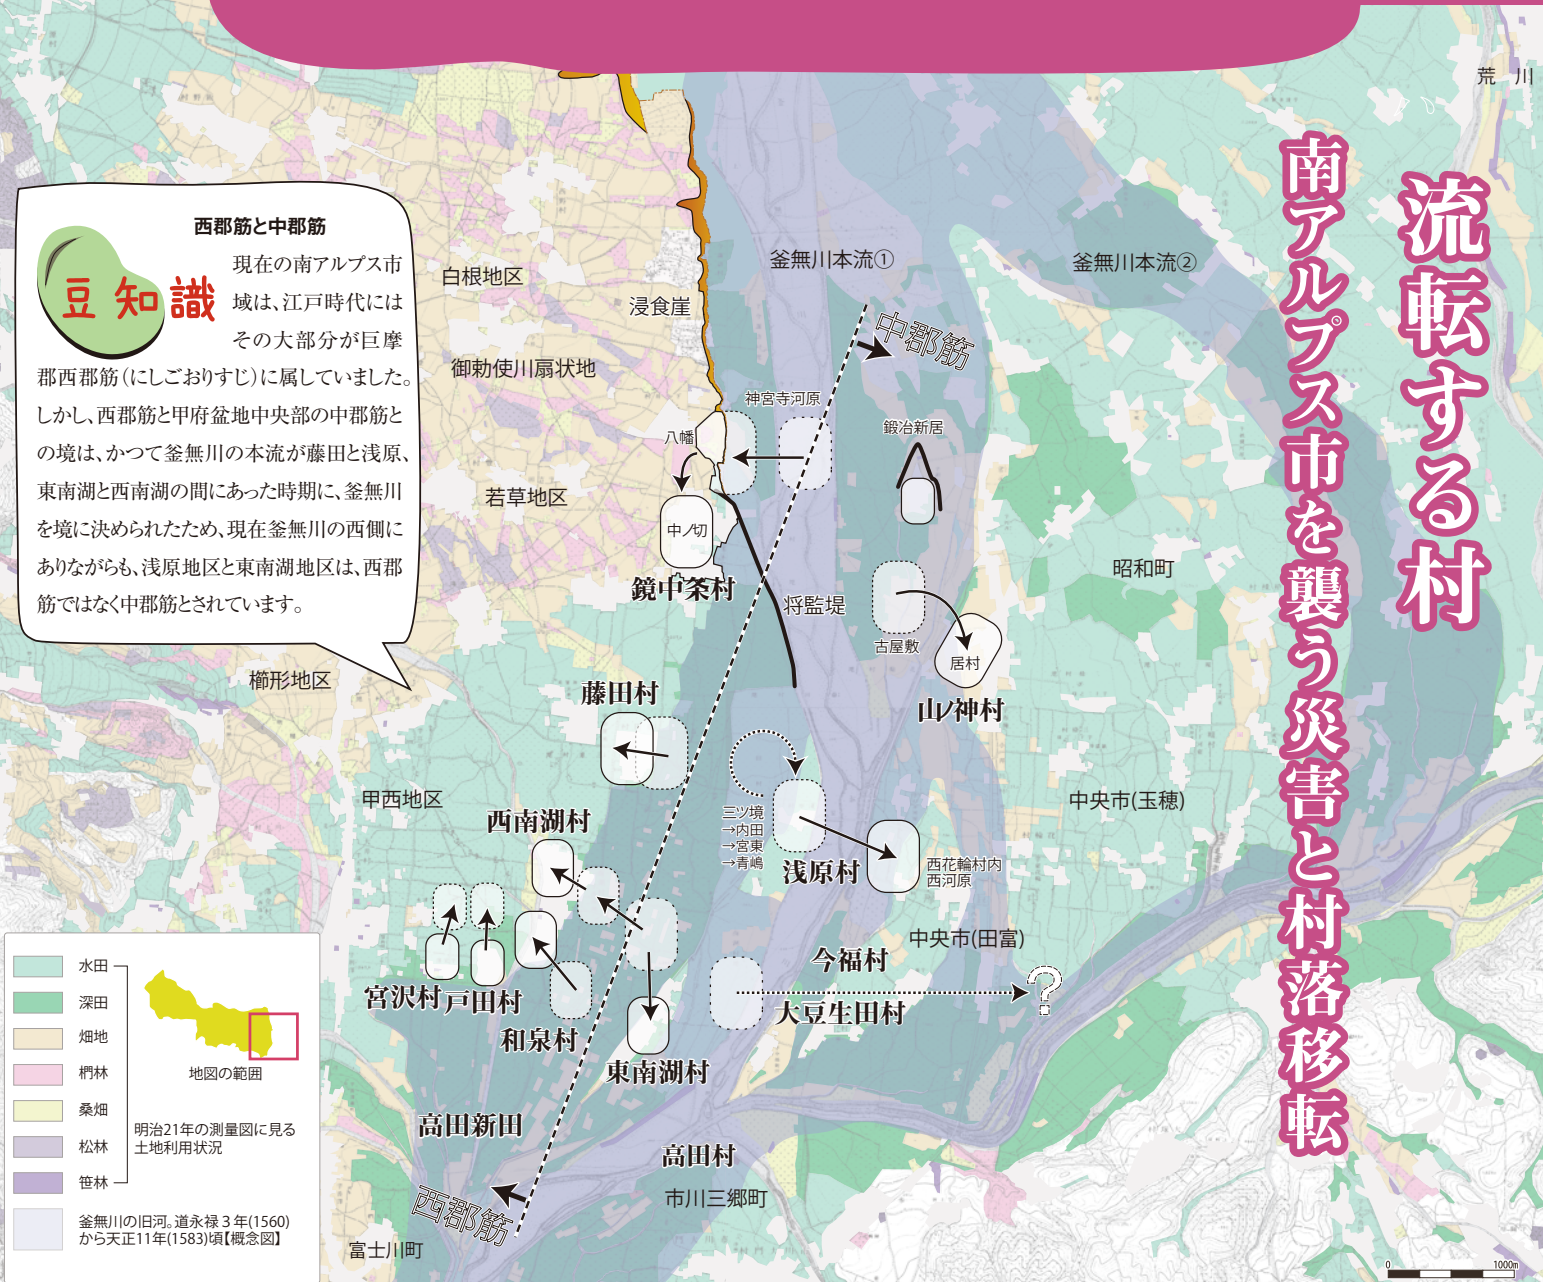 流転する村
南アルプス市を襲う災害と村落移転
西郡筋と中郡筋
豆知識
現在の南アルプス市
域は、江戸時代には
その大部分が巨摩
郡西郡筋（にしごおりすじ）に属していました。
しかし、西郡筋と甲府盆地中央部の中郡筋と
の境は、かつて釜無川の本流が藤田と浅原、
東南湖と西南湖の間にあった時期に、釜無川
を境に決められたため、現在釜無川の西側に
ありながらも、浅原地区と東南湖地区は、西郡
筋ではなく中郡筋とされています。
荒　川
白根地区
浸食崖
釜無川本流①
釜無川本流②
御勅使川扇状地
中郡筋
神宮寺河原
八幡
鍛治新居
若草地区
中ノ切
鏡中条村
将監堤
昭和町
古屋敷
居村
山ノ神村
櫛形地区
藤田村
甲西地区
西南湖村
三ツ境
→内田
→宮東
→青嶋
浅原村
西花輪村内
西河原
中央市(玉穂)
中央市(田富)
今福村
大豆生田村
?
宮沢村
戸田村
和泉村
東南湖村
高田新田
高田村
市川三郷町
西郡筋
富士川町
水田
深田
畑地
椚林
桑畑
松林
笹林
明治21年の測量図に見る
土地利用状況
地図の範囲
釜無川の旧河。道永禄３年(1560)
から天正11年(1583)頃【概念図】
0
1000m